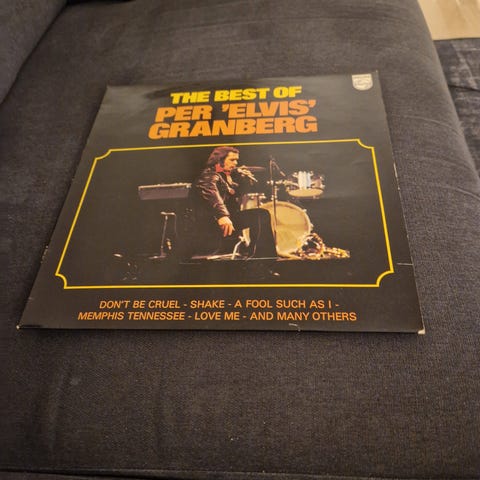 THE BEST OF
PER 'ELVIS'
GRANBERG
DON'T BE CRUEL - SHAKE - A FOOL SUCH AS I -
MEMPHIS TENNESSEE - LOVE ME - AND MANY OTHERS